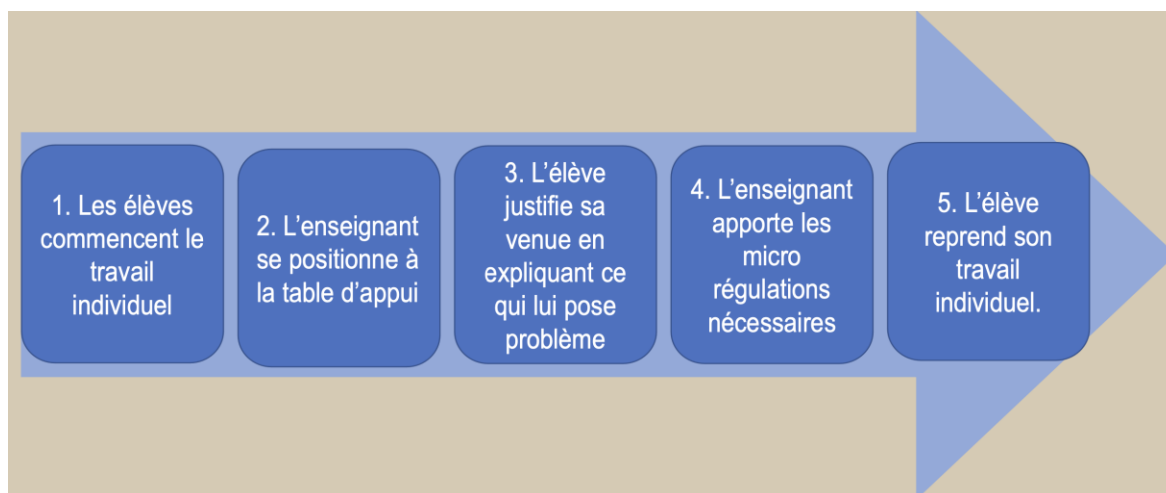 1. Les élèves
commencent le
travail
individuel
2. L’enseignant
se positionne à
la table d’appui
3. L’élève
justifie sa
venue en
expliquant ce
qui lui pose
problème
4. L’enseignant
apporte les
micro
régulations
nécessaires
5. L’élève
reprend son
travail
individuel.